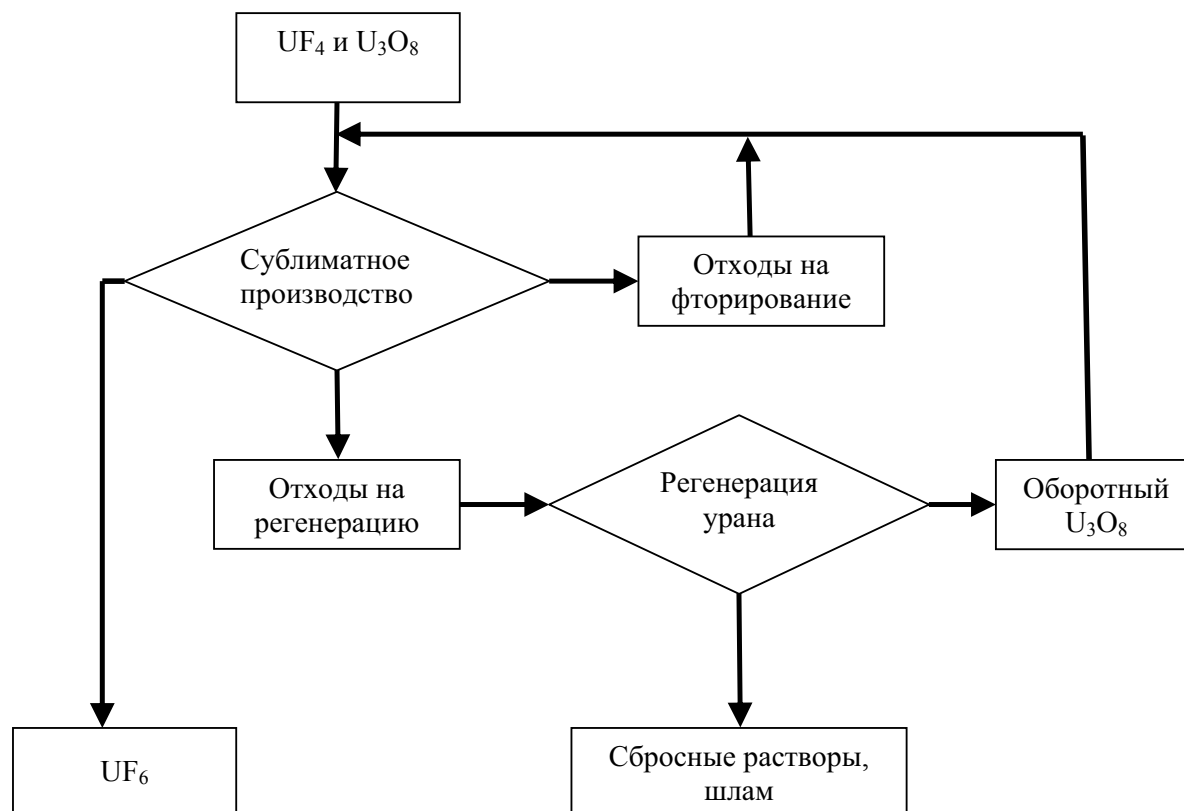 UF₄ и U₃O₈
Сублиматное
производство
Отходы на
фторирование
Отходы на
регенерацию
Регенерация
урана
Оборотный
U₃O₈
UF₆
Сбросные растворы,
шлам